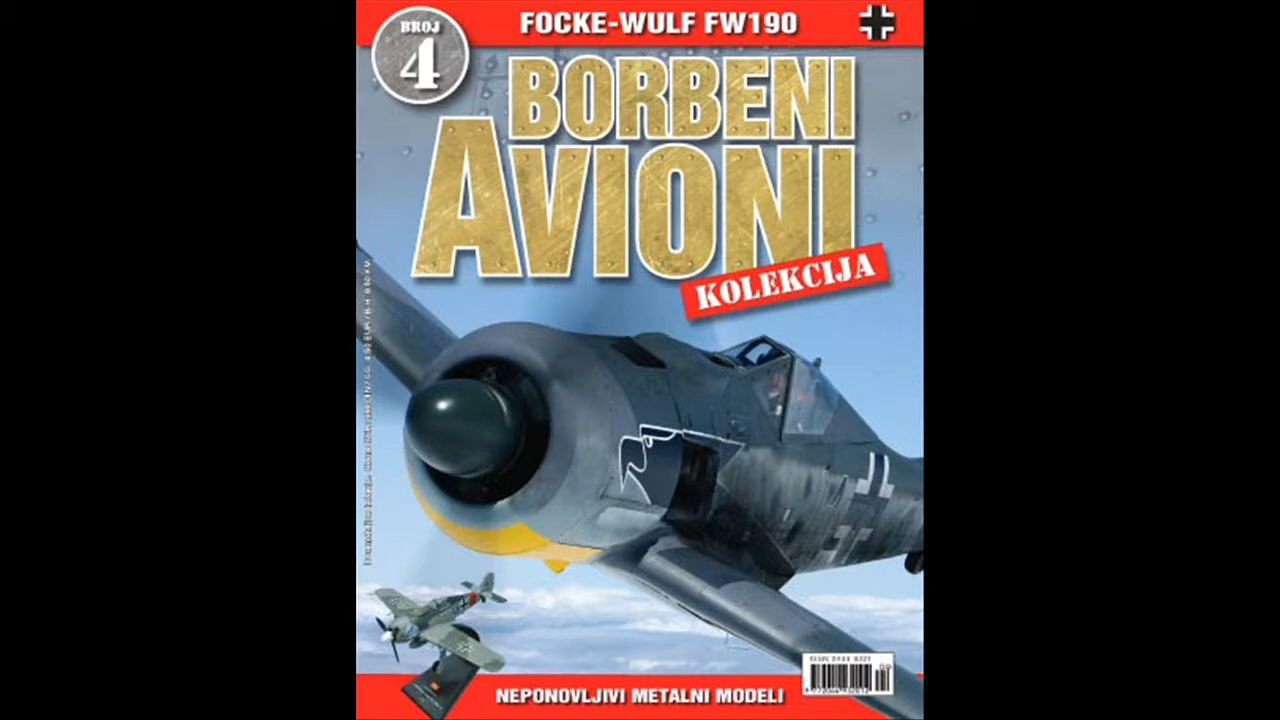 BROJ
4
FOCKE-WULF FW190
BORBENI
AVIONI
KOLEKCIJA
NEPONOVLJIVI METALNI MODELI